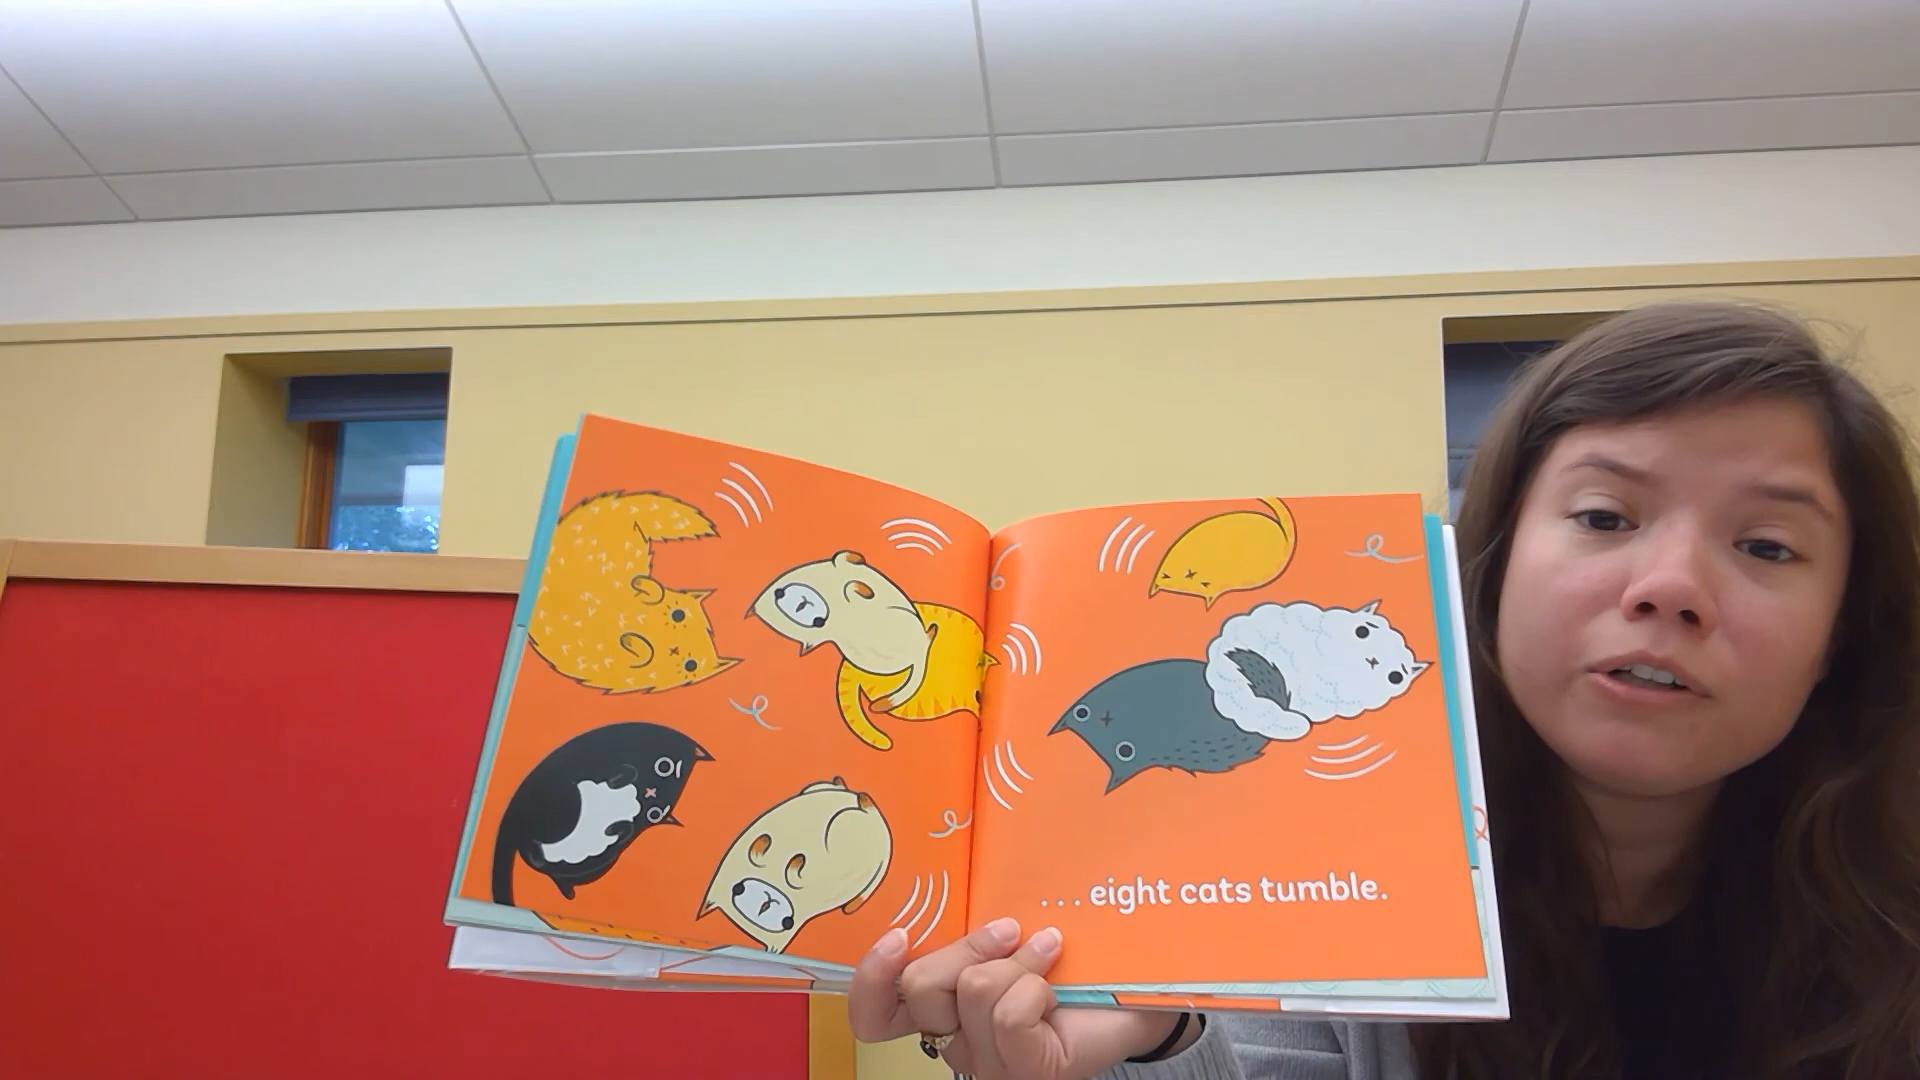 . . . eight cats tumble.